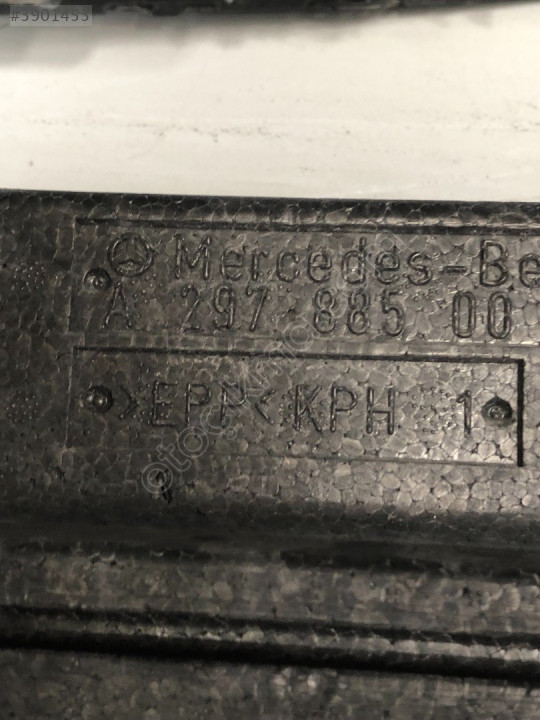 #5901453
Mercedes-Be
A 297 885 00
>EPP< KPH 1